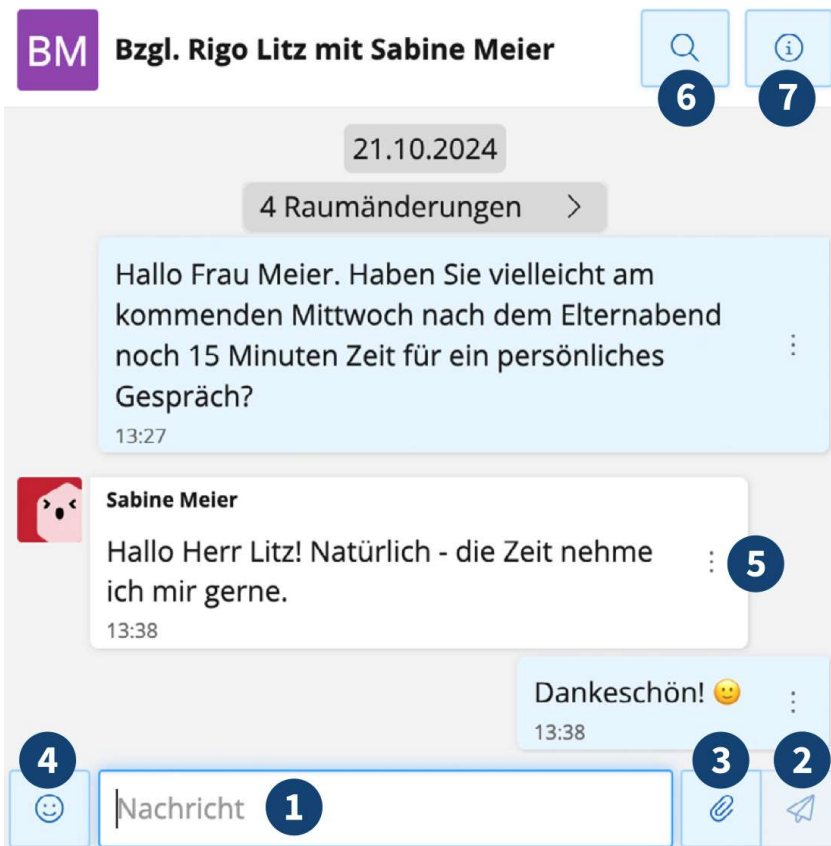 BM
Bzgl. Rigo Litz mit Sabine Meier
6
7
21.10.2024
4 Raumänderungen
Hallo Frau Meier. Haben Sie vielleicht am
kommenden Mittwoch nach dem Elternabend
noch 15 Minuten Zeit für ein persönliches
Gespräch?
13:27
Sabine Meier
Hallo Herr Litz! Natürlich - die Zeit nehme
ich mir gerne.
5
13:38
Dankeschön! 🙂
13:38
4
3
2
Nachricht
1